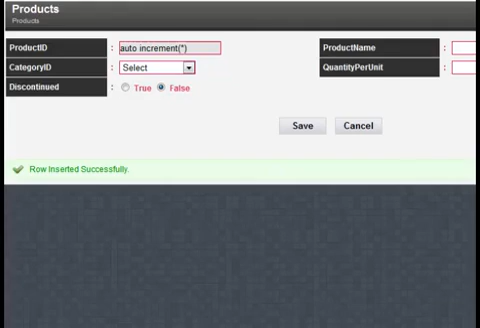 Products
Products
ProductID : auto increment(*) ProductName :
CategoryID : Select QuantityPerUnit :
Discontinued : True False
Save Cancel
Row Inserted Successfully.